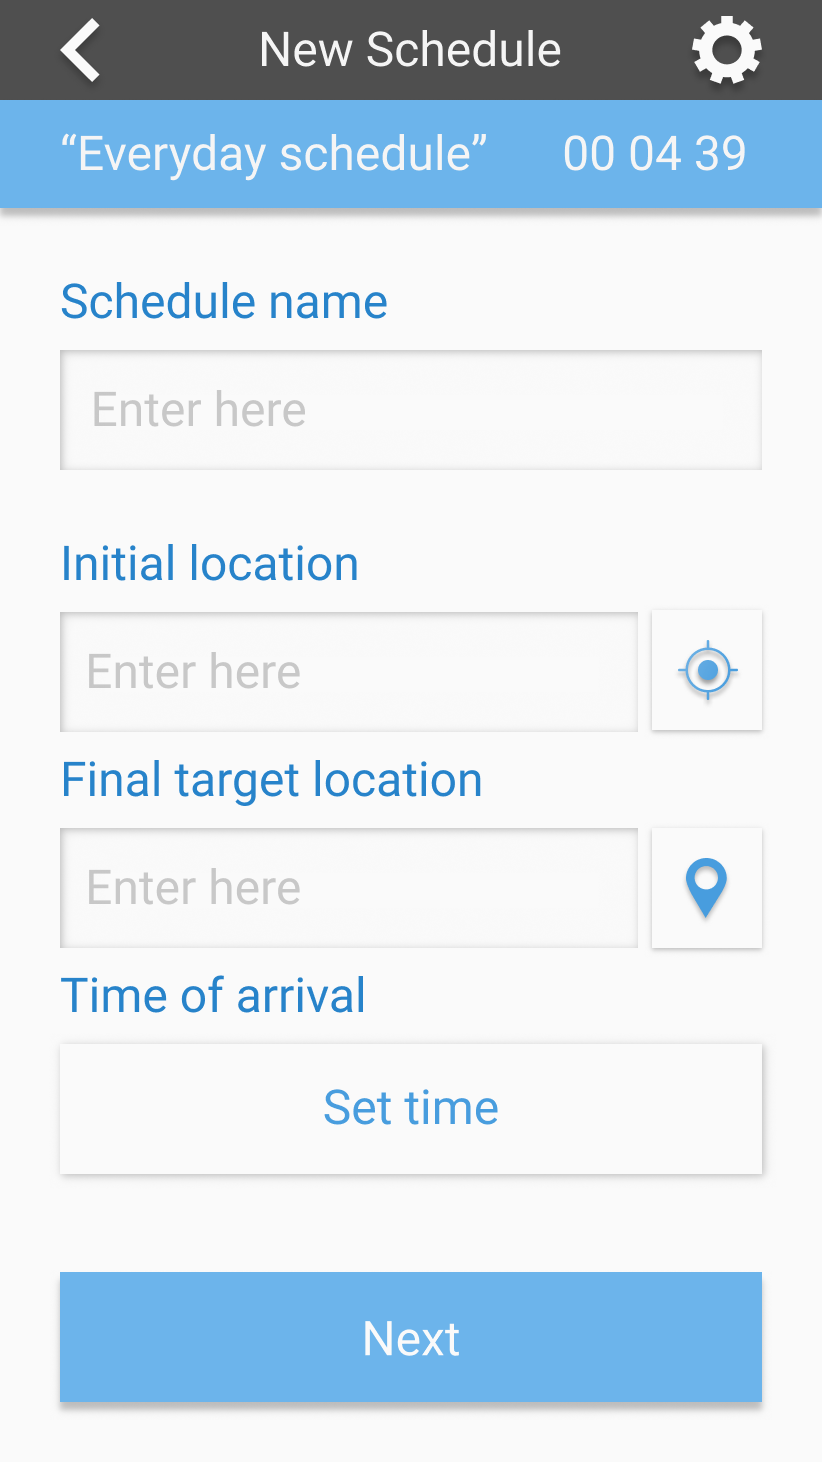 New Schedule
“Everyday schedule” 00 04 39
Schedule name
Enter here
Initial location
Enter here
Final target location
Enter here
Time of arrival
Set time
Next